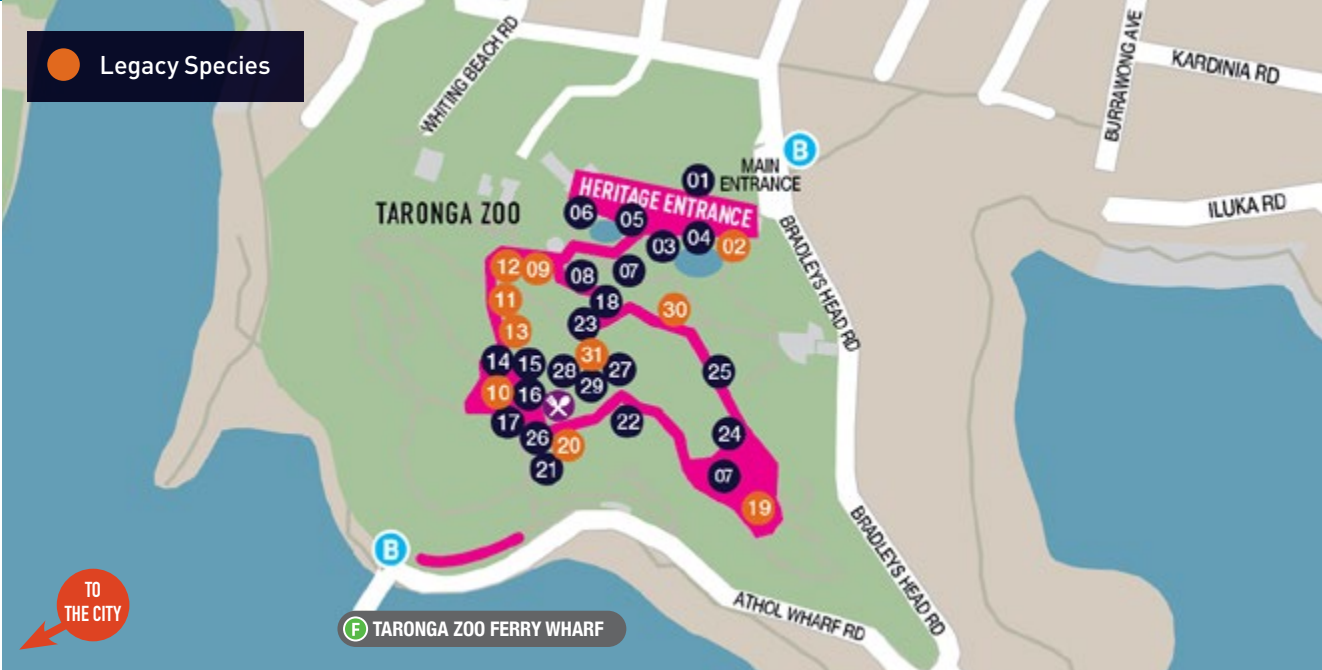 Legacy Species
WHITING BEACH RD
BURRAWONG AVE
KARDINIA RD
B
MAIN
ENTRANCE
01
HERITAGE ENTRANCE
TARONGA ZOO
ILUKA RD
06
05
03
04
02
BRADLEYS HEAD RD
12
09
08
07
11
18
30
13
23
14
15
28
31
27
25
29
10
16
17
22
26
20
24
21
07
19
B
BRADLEYS HEAD RD
TO
THE CITY
ATHOL WHARF RD
F TARONGA ZOO FERRY WHARF